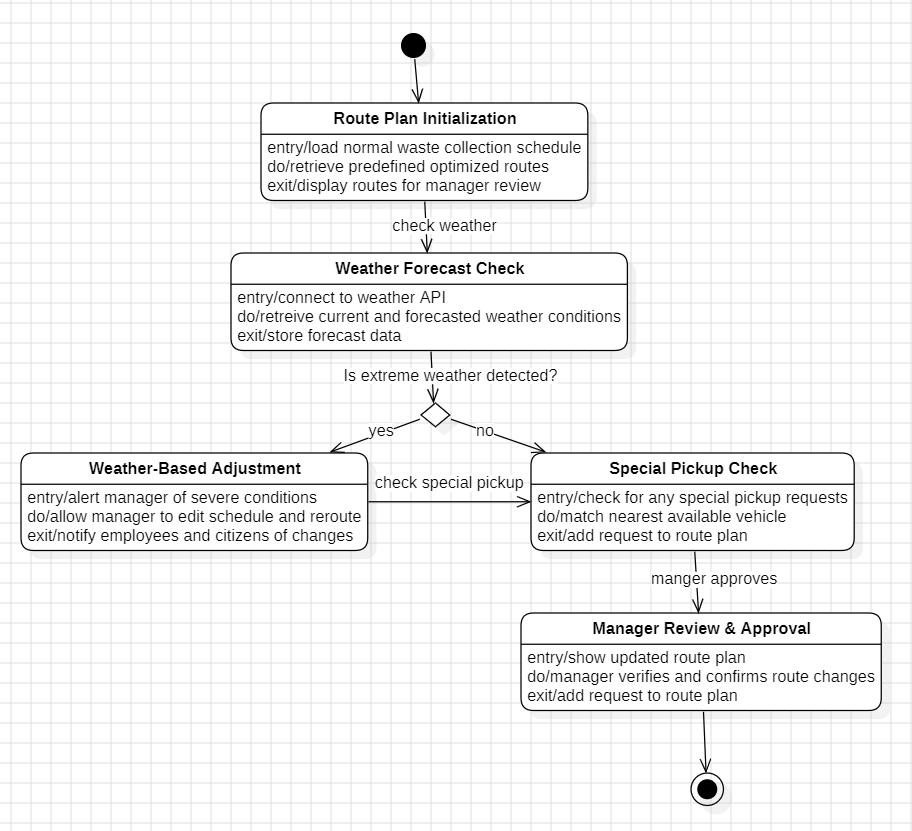 Route Plan Initialization
entry/load normal waste collection schedule
do/retrieve predefined optimized routes
exit/display routes for manager review
check weather
Weather Forecast Check
entry/connect to weather API
do/retreive current and forecasted weather conditions
exit/store forecast data
Is extreme weather detected?
yes
no
Weather-Based Adjustment
entry/alert manager of severe conditions
do/allow manager to edit schedule and reroute
exit/notify employees and citizens of changes
check special pickup
Special Pickup Check
entry/check for any special pickup requests
do/match nearest available vehicle
exit/add request to route plan
manger approves
Manager Review & Approval
entry/show updated route plan
do/manager verifies and confirms route changes
exit/add request to route plan